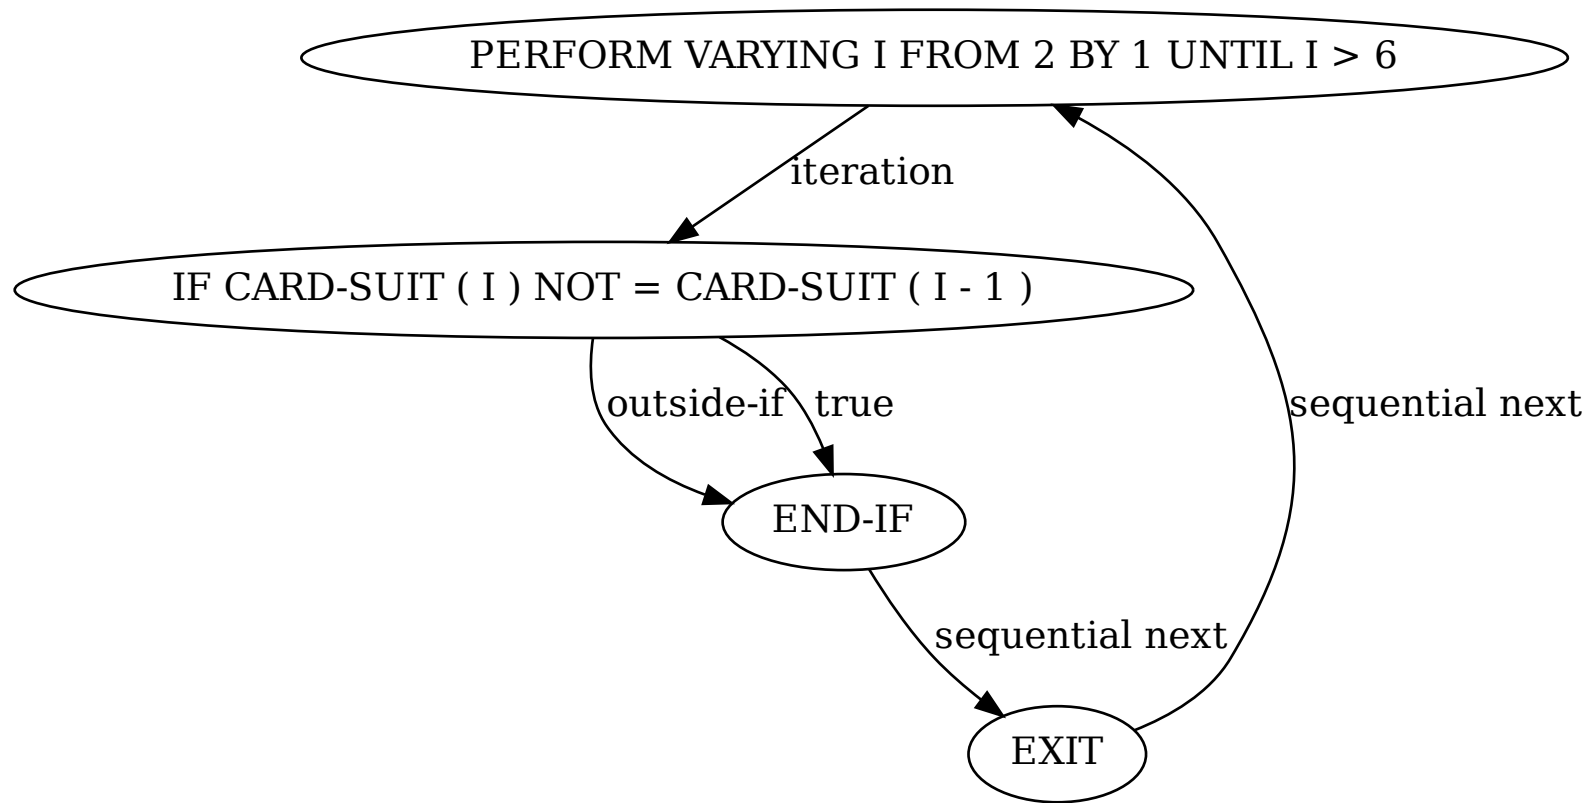 PERFORM VARYING I FROM 2 BY 1 UNTIL I > 6
iteration
IF CARD-SUIT ( I ) NOT = CARD-SUIT ( I - 1 )
outside-if
true
sequential next
END-IF
sequential next
EXIT